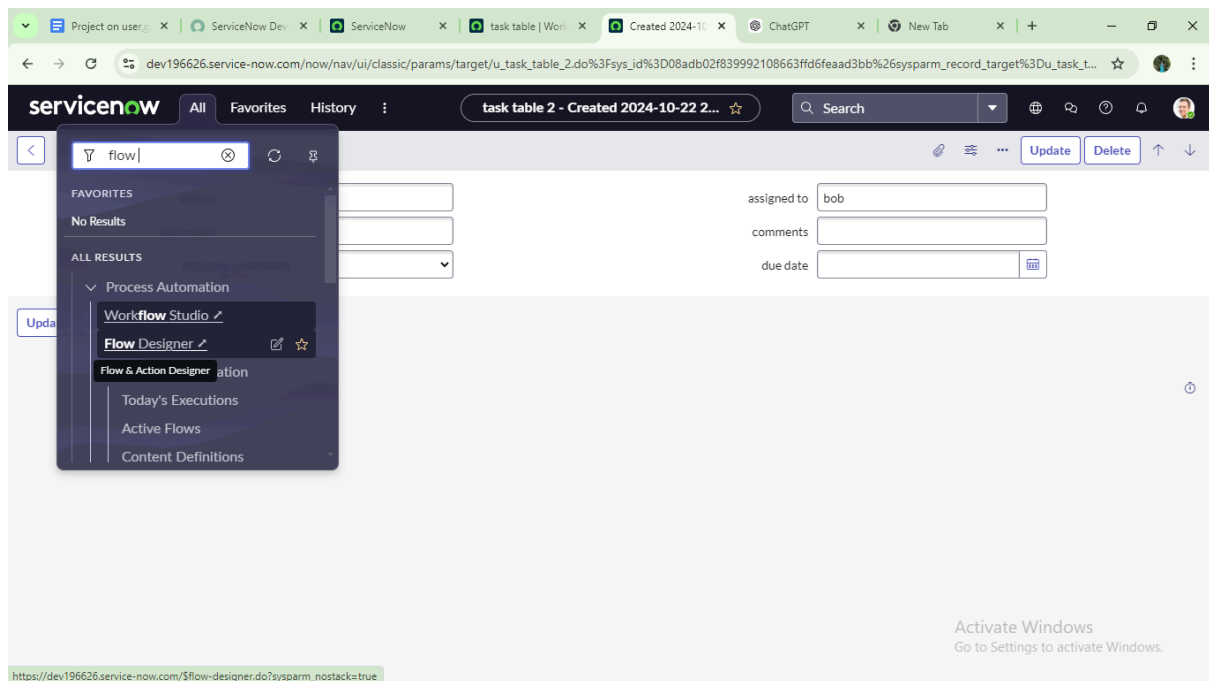 Project on user,g
ServiceNow Dev
ServiceNow
task table | Work
Created 2024-10
ChatGPT
New Tab
dev196626.service-now.com/now/nav/ui/classic/params/target/u_task_table_2.do%3Fsys_id%3D08adb02f839992108663ffd6feaad3bb%26sysparm_record_target%3Du_task_t...
servicenow All Favorites History task table 2 - Created 2024-10-22 2... Search
flow
Update Delete
FAVORITES
No Results
assigned to bob
comments
due date
ALL RESULTS
Process Automation
Workflow Studio
Upda
Flow Designer
Flow & Action Designer ation
Today's Executions
Active Flows
Content Definitions
Activate Windows
Go to Settings to activate Windows.
https://dev196626.service-now.com/$flow-designer.do?sysparm_nostack=true